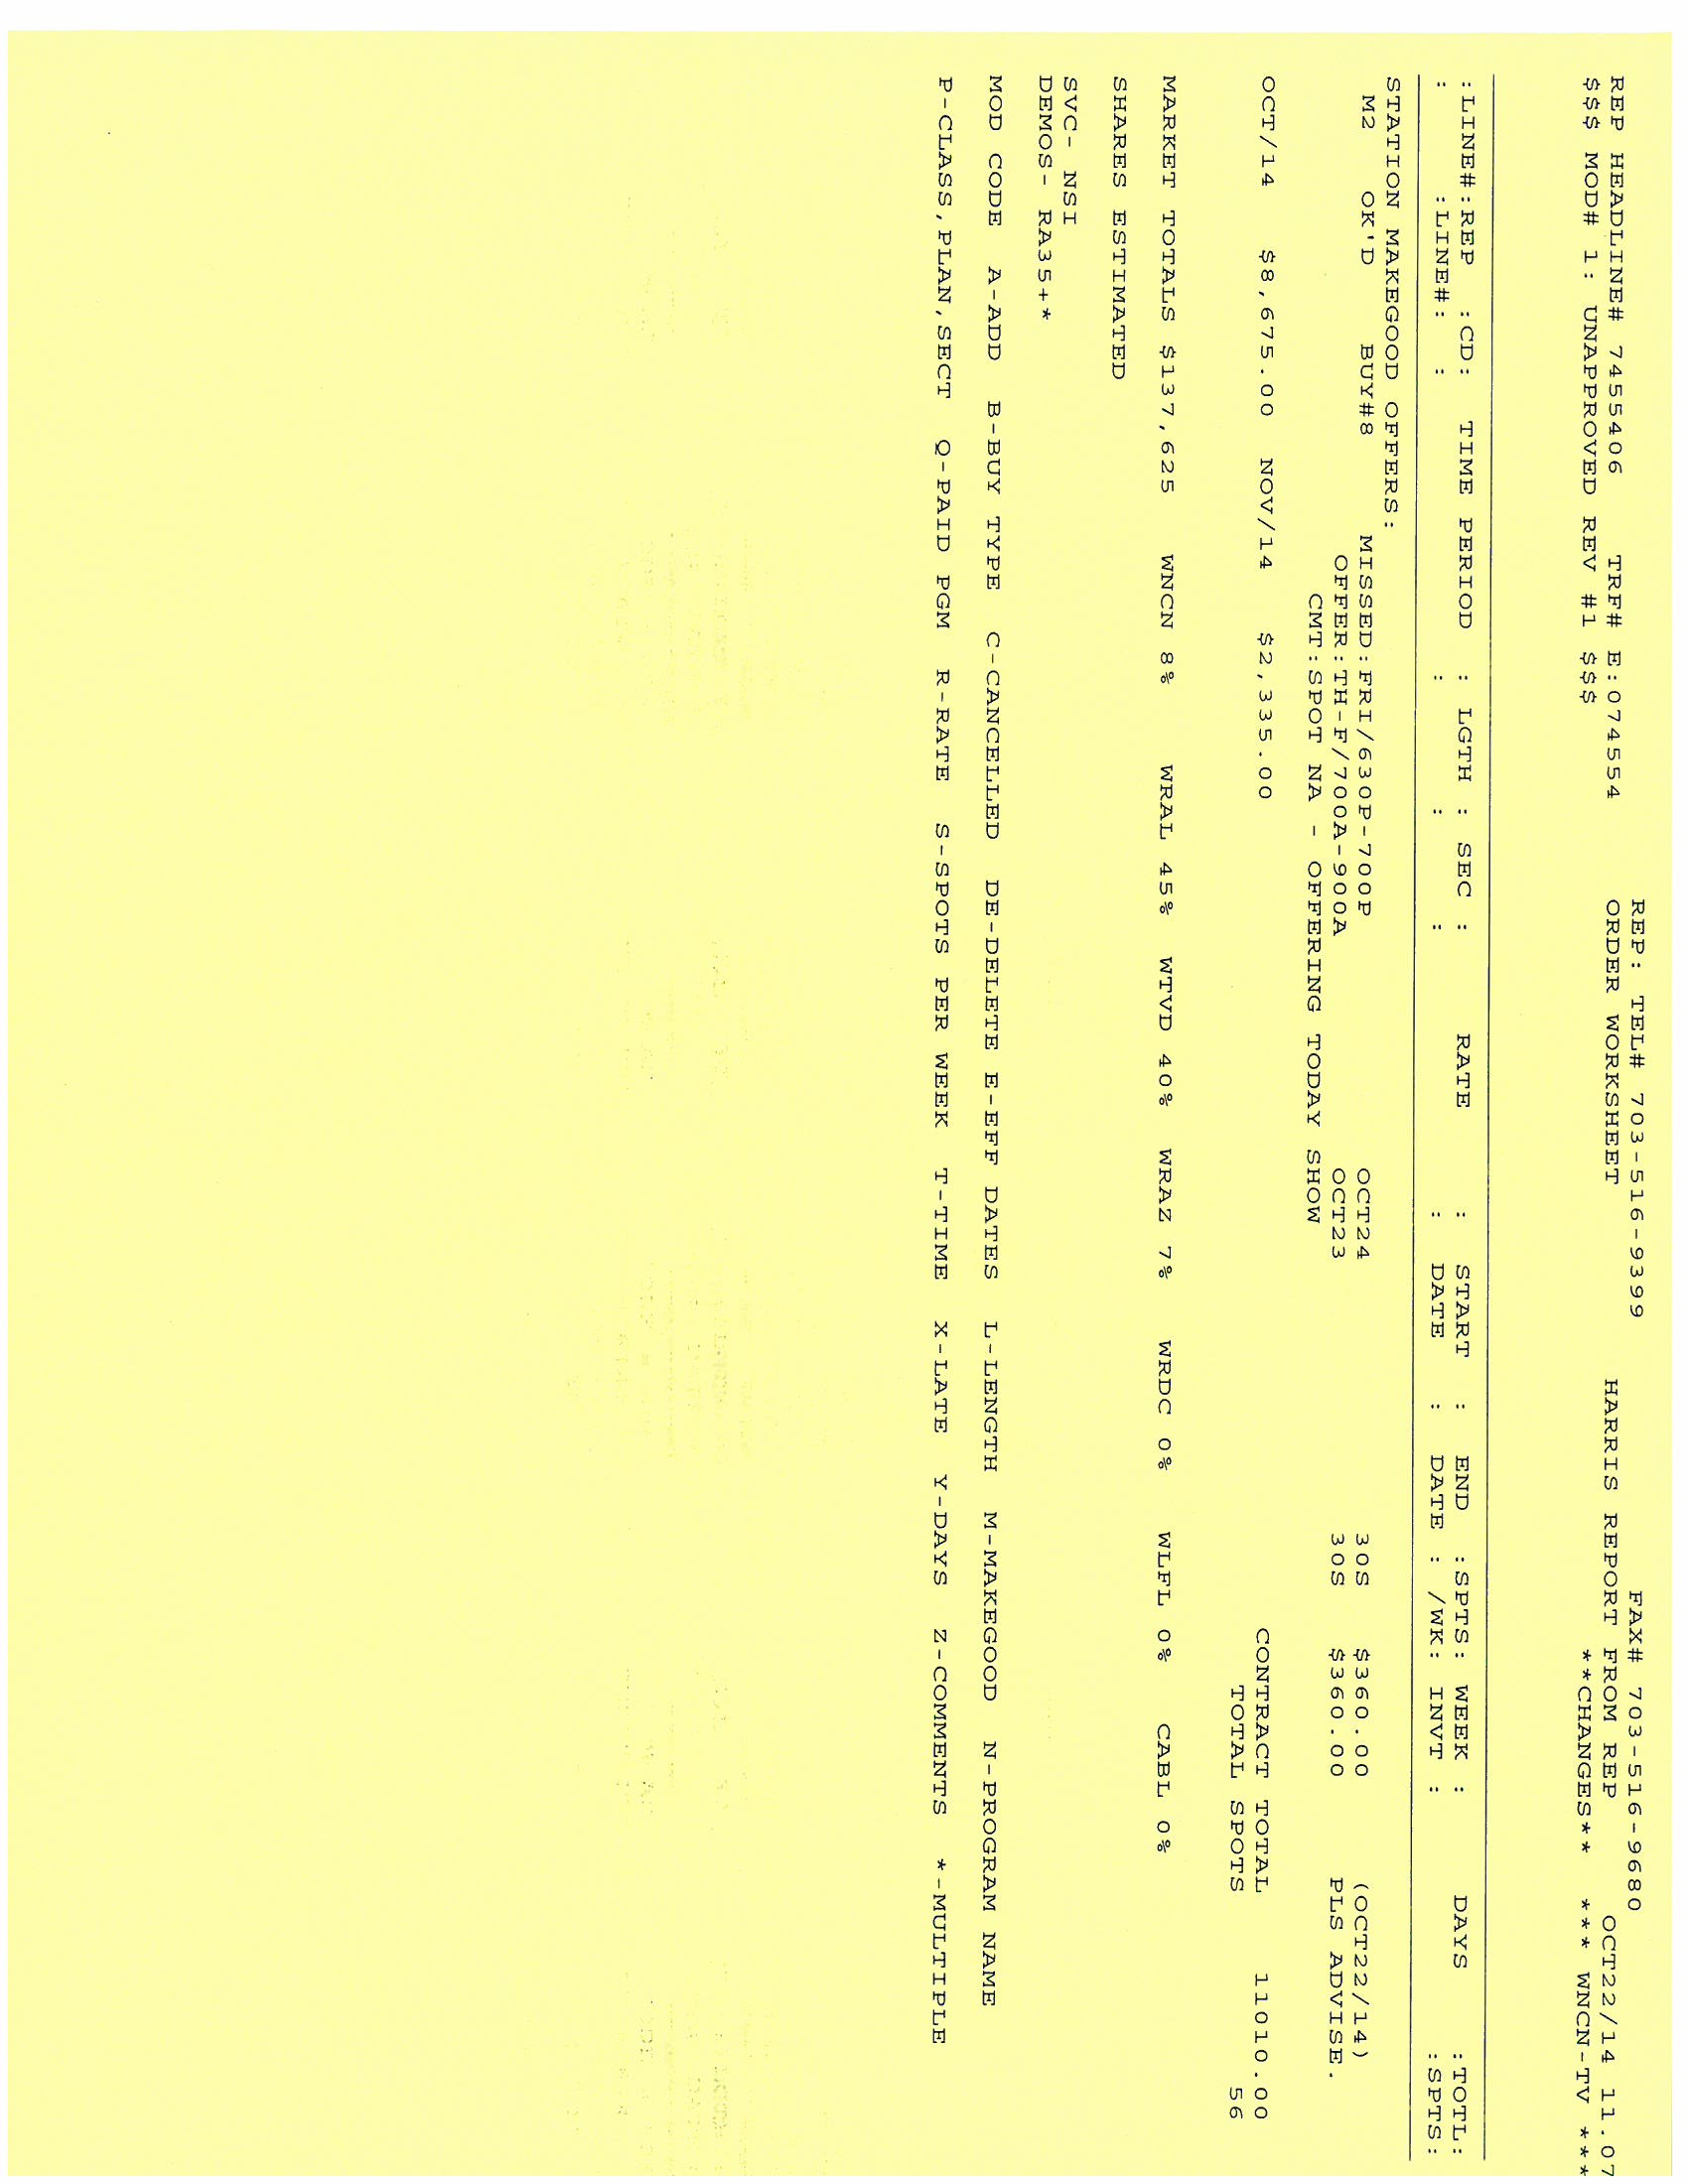 REP: TEL# 703-516-9399 FAX# 703-516-9680
REP HEADLINE# 7455406 TRF# E:074554 ORDER WORKSHEET HARRIS REPORT FROM REP OCT22/14 11.07
$$$ MOD# 1: UNAPPROVED REV #1 $$$ **CHANGES** *** WNCN-TV ***
:LINE#:REP :CD: TIME PERIOD : LGTH : SEC : RATE : START : END :SPTS: WEEK : DAYS :TOTL:
: :LINE#: : : : : : DATE : DATE : /WK: INVT : :SPTS:
STATION MAKEGOOD OFFERS:
M2 OK'D BUY#8 MISSED:FRI/630P-700P OCT24 30S $360.00 (OCT22/14)
OFFER:TH-F/700A-900A OCT23 30S $360.00 PLS ADVISE.
CMT:SPOT NA - OFFERING TODAY SHOW
OCT/14 $8,675.00 NOV/14 $2,335.00 CONTRACT TOTAL 11010.00
TOTAL SPOTS 56
MARKET TOTALS $137,625 WNCN 8% WRAL 45% WTVD 40% WRAZ 7% WRDC 0% WLFL 0% CABL 0%
SHARES ESTIMATED
SVC- NSI
DEMOS- RA35+*
MOD CODE A-ADD B-BUY TYPE C-CANCELLED DE-DELETE E-EFF DATES L-LENGTH M-MAKEGOOD N-PROGRAM NAME
P-CLASS,PLAN,SECT Q-PAID PGM R-RATE S-SPOTS PER WEEK T-TIME X-LATE Y-DAYS Z-COMMENTS *-MULTIPLE